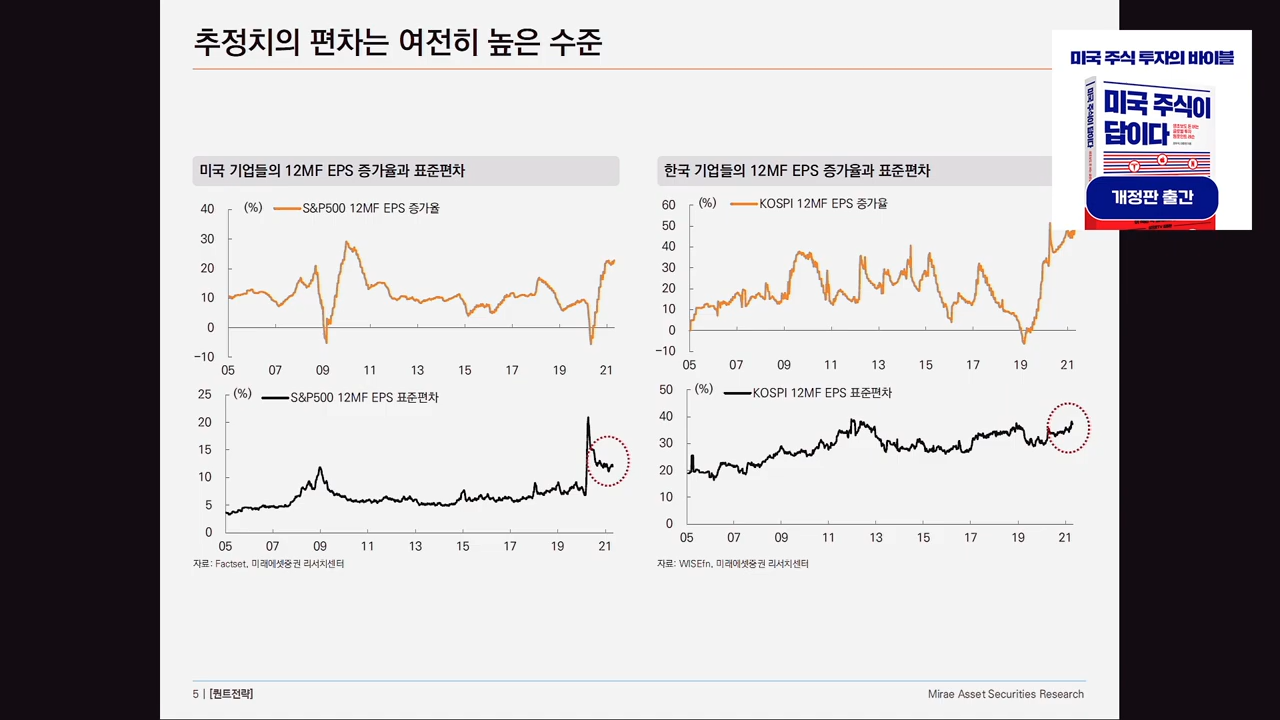 추정치의 편차는 여전히 높은 수준
미국 주식 투자의 바이블
미국 주식이
답이다
미국 주식이 답이다
개정판 출간
미국 기업들의 12MF EPS 증가율과 표준편차
40 (%) S&P500 12MF EPS 증가율
30
20
10
0
-10
05 07 09 11 13 15 17 19 21
25 (%) S&P500 12MF EPS 표준편차
20
15
10
5
0
05 07 09 11 13 15 17 19 21
자료: Factset, 미래에셋증권 리서치센터
한국 기업들의 12MF EPS 증가율과 표준편차
60 (%) KOSPI 12MF EPS 증가율
50
40
30
20
10
0
-10
05 07 09 11 13 15 17 19 21
50 (%) KOSPI 12MF EPS 표준편차
40
30
20
10
0
05 07 09 11 13 15 17 19 21
자료: WISEfn, 미래에셋증권 리서치센터
5 | [퀀트전략]
Mirae Asset Securities Research